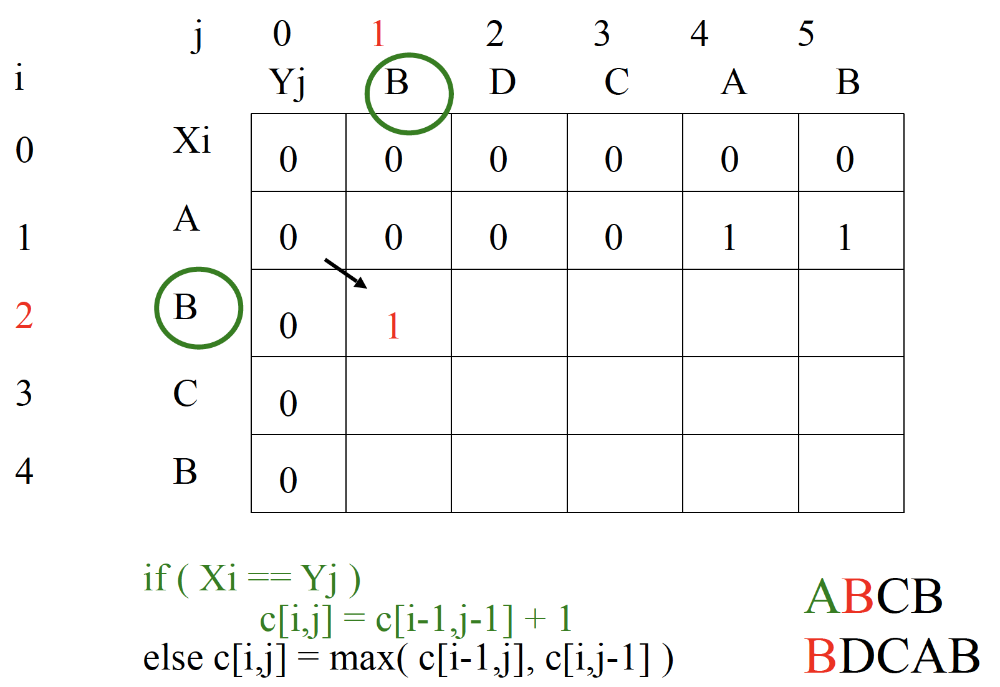 j 0 1 2 3 4 5
i Yj B D C A B
0 Xi 0 0 0 0 0 0
1 A 0 0 0 0 1 1
2 B 0 1
3 C 0
4 B 0
if ( Xi == Yj )
c[i,j] = c[i-1,j-1] + 1
else c[i,j] = max( c[i-1,j], c[i,j-1] )
ABCB
BDCAB